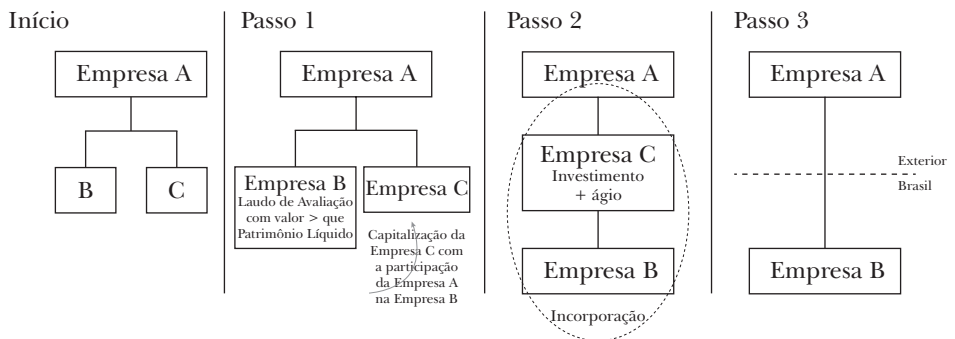 Início
Empresa A
B
C
Passo 1
Empresa A
Empresa B
Laudo de Avaliação
com valor > que
Patrimônio Líquido
Empresa C
Capitalização da
Empresa C com
a participação
da Empresa A
na Empresa B
Passo 2
Empresa A
Empresa C
Investimento
+ ágio
Empresa B
Incorporação
Passo 3
Empresa A
Exterior
Brasil
Empresa B